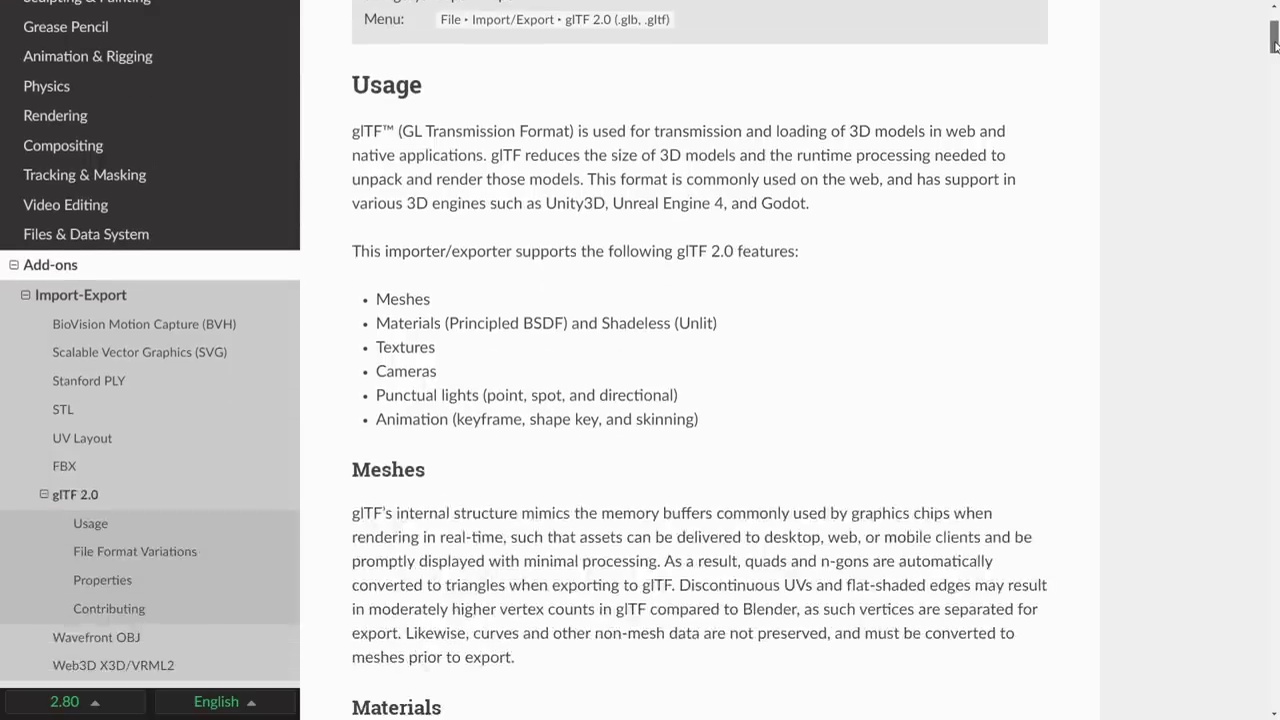 Grease Pencil
Animation & Rigging
Physics
Rendering
Compositing
Tracking & Masking
Video Editing
Files & Data System
Add-ons
Import-Export
BioVision Motion Capture (BVH)
Scalable Vector Graphics (SVG)
Stanford PLY
STL
UV Layout
FBX
glTF 2.0
Usage
File Format Variations
Properties
Contributing
Wavefront OBJ
Web3D X3D/VRML2
2.80
English
Menu: File ‣ Import/Export ‣ glTF 2.0 (.glb, .gltf)
Usage
glTF™ (GL Transmission Format) is used for transmission and loading of 3D models in web and
native applications. glTF reduces the size of 3D models and the runtime processing needed to
unpack and render those models. This format is commonly used on the web, and has support in
various 3D engines such as Unity3D, Unreal Engine 4, and Godot.
This importer/exporter supports the following glTF 2.0 features:
• Meshes
• Materials (Principled BSDF) and Shadeless (Unlit)
• Textures
• Cameras
• Punctual lights (point, spot, and directional)
• Animation (keyframe, shape key, and skinning)
Meshes
glTF's internal structure mimics the memory buffers commonly used by graphics chips when
rendering in real-time, such that assets can be delivered to desktop, web, or mobile clients and be
promptly displayed with minimal processing. As a result, quads and n-gons are automatically
converted to triangles when exporting to glTF. Discontinuous UVs and flat-shaded edges may result
in moderately higher vertex counts in glTF compared to Blender, as such vertices are separated for
export. Likewise, curves and other non-mesh data are not preserved, and must be converted to
meshes prior to export.
Materials